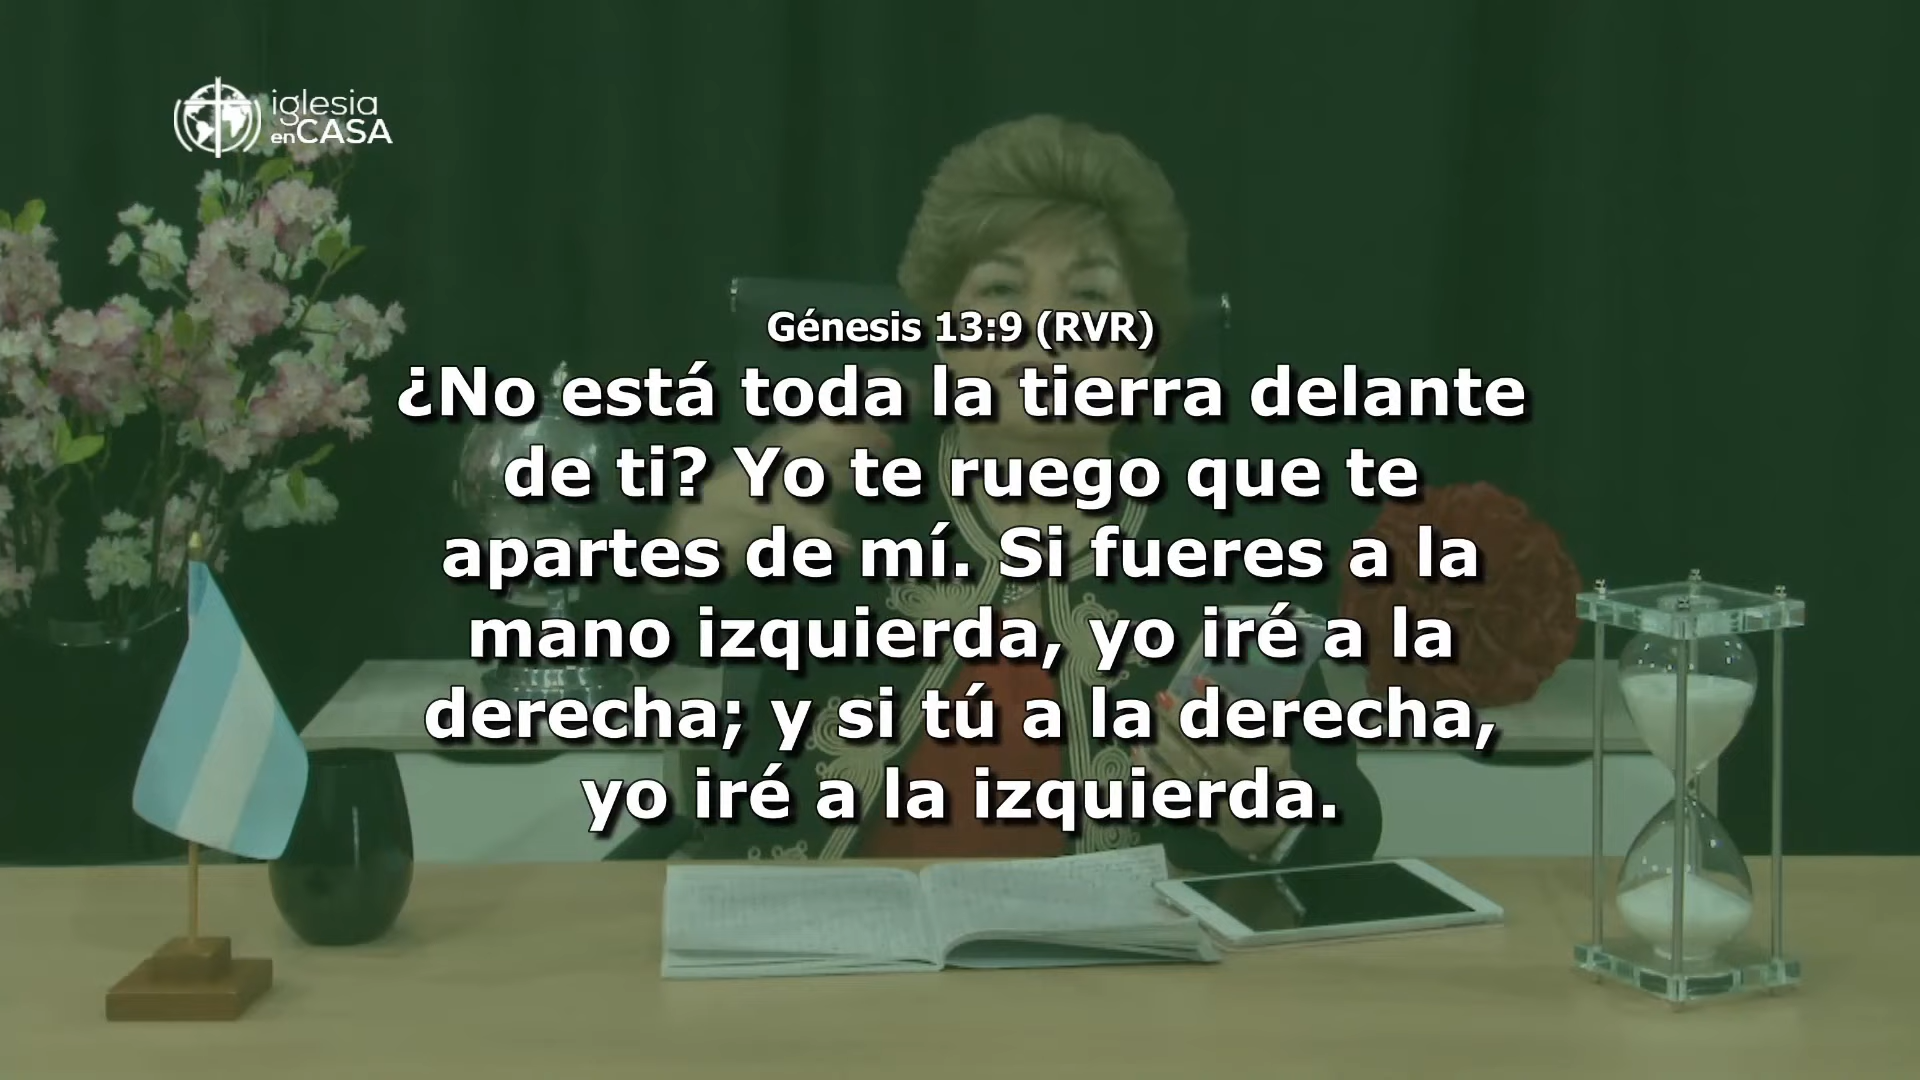 iglesia
enCASA
Génesis 13:9 (RVR)
¿No está toda la tierra delante
de ti? Yo te ruego que te
apartes de mí. Si fueres a la
mano izquierda, yo iré a la
derecha; y si tú a la derecha,
yo iré a la izquierda.